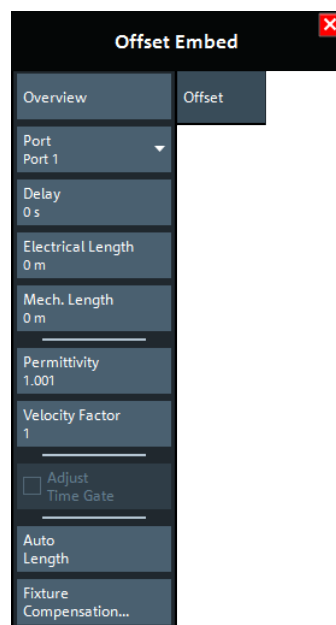 Offset Embed
Overview
Offset
Port
Port 1
Delay
0 s
Electrical Length
0 m
Mech. Length
0 m
Permittivity
1.001
Velocity Factor
1
Adjust
Time Gate
Auto
Length
Fixture
Compensation...